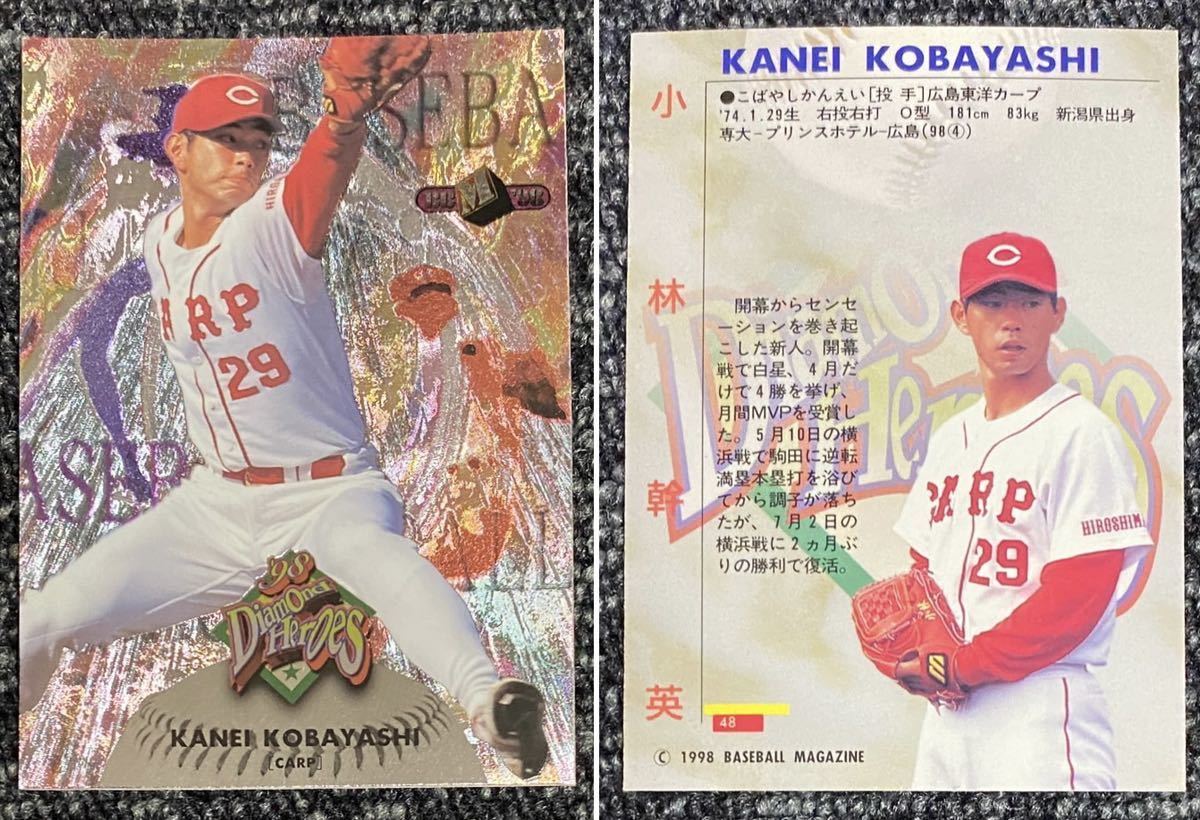 BASEBA
BBM '98
HIROS
CARP
29
ASEB
ALL
'98
Diamond
Heroes
KANEI KOBAYASHI
[CARP]
KANEI KOBAYASHI
小林幹英
●こばやしかんえい[投 手]広島東洋カープ
'74.1.29生 右投右打 O型 181cm 83kg 新潟県出身
専大−プリンスホテル−広島(98④)
開幕からセンセ
ーションを巻き起
こした新人。開幕
戦で白星、4月だ
けで4勝を挙げ、
月間MVPを受賞し
た。5月10日の横
浜戦で駒田に逆転
満塁本塁打を浴び
てから調子が落ち
たが、7月2日の
横浜戦に2ヵ月ぶ
りの勝利で復活。
Diamond
Heroes
CARP
29
HIROSHIMA
48
© 1998 BASEBALL MAGAZINE